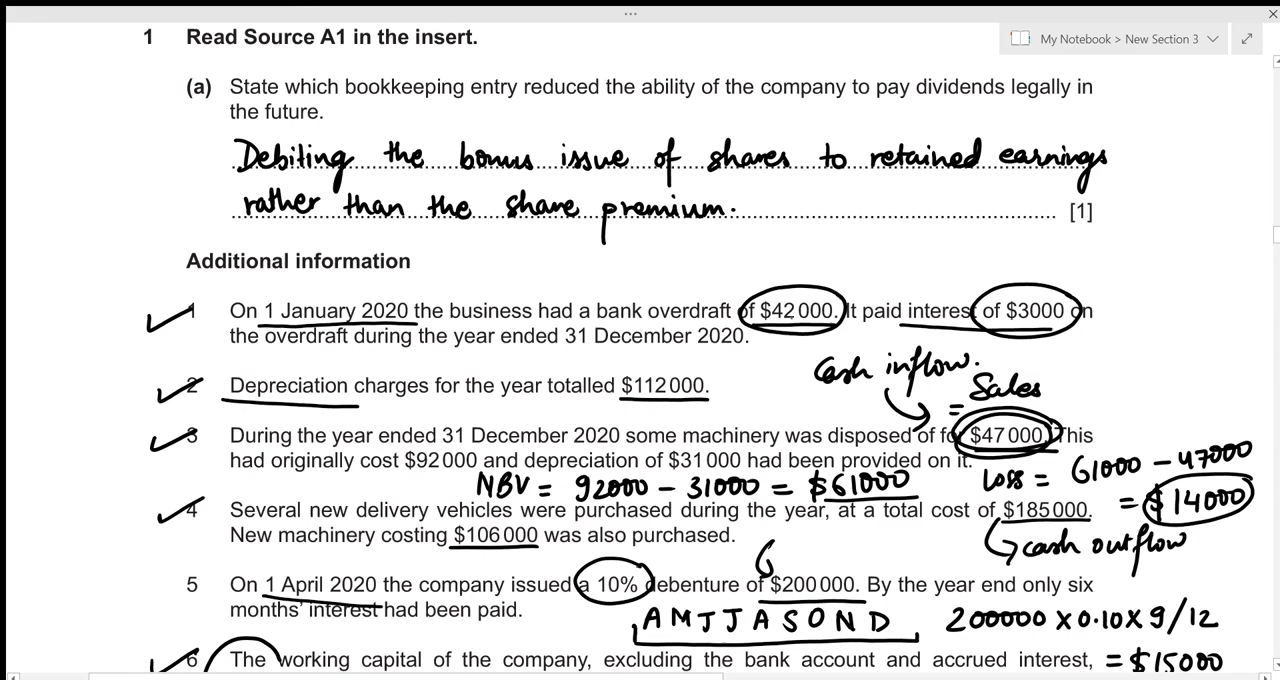 My Notebook > New Section 3
1 Read Source A1 in the insert.
(a) State which bookkeeping entry reduced the ability of the company to pay dividends legally in
the future.
Debiting the bonus issue of shares to retained earnings
rather than the share premium. [1]
Additional information
1 On 1 January 2020 the business had a bank overdraft of $42 000. It paid interest of $3000 on
the overdraft during the year ended 31 December 2020.
Cash inflow.
2 Depreciation charges for the year totalled $112 000.
= Sales
3 During the year ended 31 December 2020 some machinery was disposed of for $47 000. This
had originally cost $92 000 and depreciation of $31 000 had been provided on it.
Loss = 61000 - 47000
NBV = 92000 - 31000 = $61000
= $14000
4 Several new delivery vehicles were purchased during the year, at a total cost of $185 000.
New machinery costing $106 000 was also purchased.
cash outflow
5 On 1 April 2020 the company issued a 10% debenture of $200 000. By the year end only six
months' interest had been paid.
A M J J A S O N D 200000 x 0.10 x 9/12
6 The working capital of the company, excluding the bank account and accrued interest,
= $15000